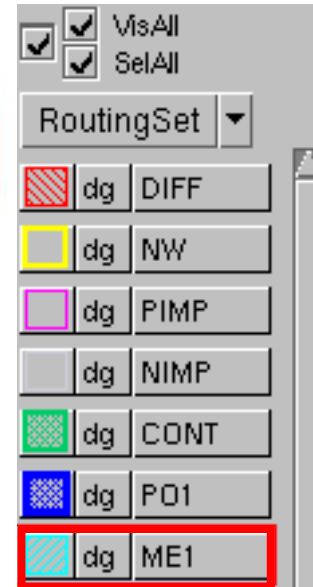 VisAll
SelAll
RoutingSet
dg DIFF
dg NW
dg PIMP
dg NIMP
dg CONT
dg PO1
dg ME1